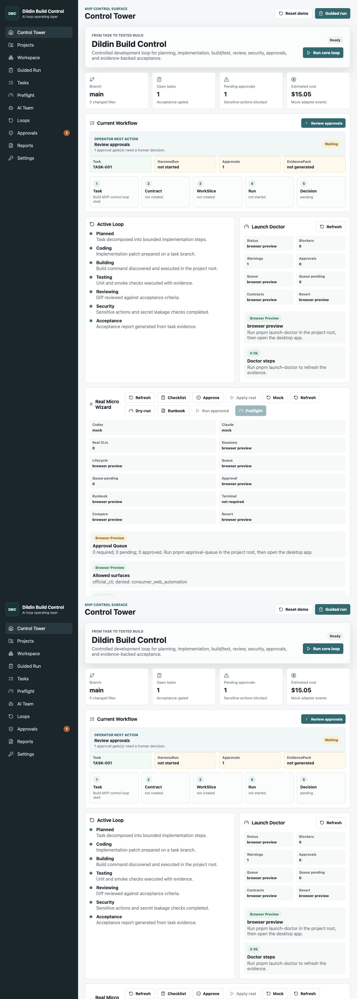 DBC
Dildin Build Control
AI loop operating layer
Control Tower
Projects
Workspace
Guided Run
Tasks
Preflight
AI Team
Loops
Approvals
1
Reports
Settings
MVP CONTROL SURFACE
Control Tower
Reset demo
Guided run
FROM TASK TO TESTED BUILD
Dildin Build Control
Controlled development loop for planning, implementation, build/test, review, security, approvals,
and evidence-backed acceptance.
Ready
Run core loop
Branch
main
0 changed files
Open tasks
1
Acceptance-gated
Pending approvals
1
Sensitive actions blocked
Estimated cost
$15.05
Mock adapter events
Current Workflow
Review approvals
OPERATOR NEXT ACTION
Review approvals
1 approval gate(s) need a human decision.
Waiting
Task
TASK-001
HarnessRun
not started
Approvals
1
EvidencePack
not generated
1
Task
Build MVP control loop
shell
2
Contract
not created
3
WorkSlice
not created
4
Run
not started
5
Decision
pending
Active Loop
Planned
Task decomposed into bounded implementation steps.
Coding
Implementation patch prepared on a task branch.
Building
Build command discovered and executed in the project root.
Testing
Unit and smoke checks executed with evidence.
Reviewing
Diff reviewed against acceptance criteria.
Security
Sensitive actions and secret leakage checks completed.
Acceptance
Acceptance report generated from task evidence.
Launch Doctor
Refresh
Status
browser preview
Blockers
0
Warnings
1
Approvals
0
Queue
browser preview
Queue pending
0
Contracts
browser preview
Revert
browser preview
Browser Preview
browser preview
Run pnpm launch-doctor in the project root,
then open the desktop app.
0 Ok
Doctor steps
Run pnpm launch-doctor to refresh the
evidence.
Real Micro
Wizard
Refresh
Checklist
Approve
Apply real
Mock
Refresh
Dry-run
Runbook
Run approved
Preflight
Codex
mock
Claude
mock
Real CLIs
0
Sessions
browser preview
Lifecycle
browser preview
Queue
browser preview
Queue pending
0
Approval
browser preview
Runbook
browser preview
Terminal
not required
Compare
browser preview
Revert
browser preview
Browser Preview
Approval Queue
0 required; 0 pending; 0 approved. Run pnpm approval-queue in the project root, then open the desktop app.
Browser Preview
Allowed surfaces
official_cli; denied: consumer_web_automation
DBC
Dildin Build Control
AI loop operating layer
Control Tower
Projects
Workspace
Guided Run
Tasks
Preflight
AI Team
Loops
Approvals
1
Reports
Settings
MVP CONTROL SURFACE
Control Tower
Reset demo
Guided run
FROM TASK TO TESTED BUILD
Dildin Build Control
Controlled development loop for planning, implementation, build/test, review, security, approvals,
and evidence-backed acceptance.
Ready
Run core loop
Branch
main
0 changed files
Open tasks
1
Acceptance-gated
Pending approvals
1
Sensitive actions blocked
Estimated cost
$15.05
Mock adapter events
Current Workflow
Review approvals
OPERATOR NEXT ACTION
Review approvals
1 approval gate(s) need a human decision.
Waiting
Task
TASK-001
HarnessRun
not started
Approvals
1
EvidencePack
not generated
1
Task
Build MVP control loop
shell
2
Contract
not created
3
WorkSlice
not created
4
Run
not started
5
Decision
pending
Active Loop
Planned
Task decomposed into bounded implementation steps.
Coding
Implementation patch prepared on a task branch.
Building
Build command discovered and executed in the project root.
Testing
Unit and smoke checks executed with evidence.
Reviewing
Diff reviewed against acceptance criteria.
Security
Sensitive actions and secret leakage checks completed.
Acceptance
Acceptance report generated from task evidence.
Launch Doctor
Refresh
Status
browser preview
Blockers
0
Warnings
1
Approvals
0
Queue
browser preview
Queue pending
0
Contracts
browser preview
Revert
browser preview
Browser Preview
browser preview
Run pnpm launch-doctor in the project root,
then open the desktop app.
0 Ok
Doctor steps
Run pnpm launch-doctor to refresh the
evidence.
Real Micro
Refresh
Checklist
Approve
Apply real
Mock
Refresh